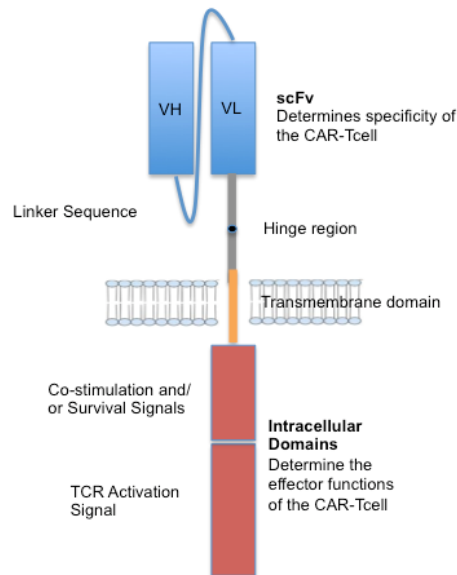 VH
VL
scFv
Determines specificity of
the CAR-Tcell
Linker Sequence
Hinge region
Transmembrane domain
Co-stimulation and/
or Survival Signals
Intracellular
Domains
Determine the
effector functions
of the CAR-Tcell
TCR Activation
Signal